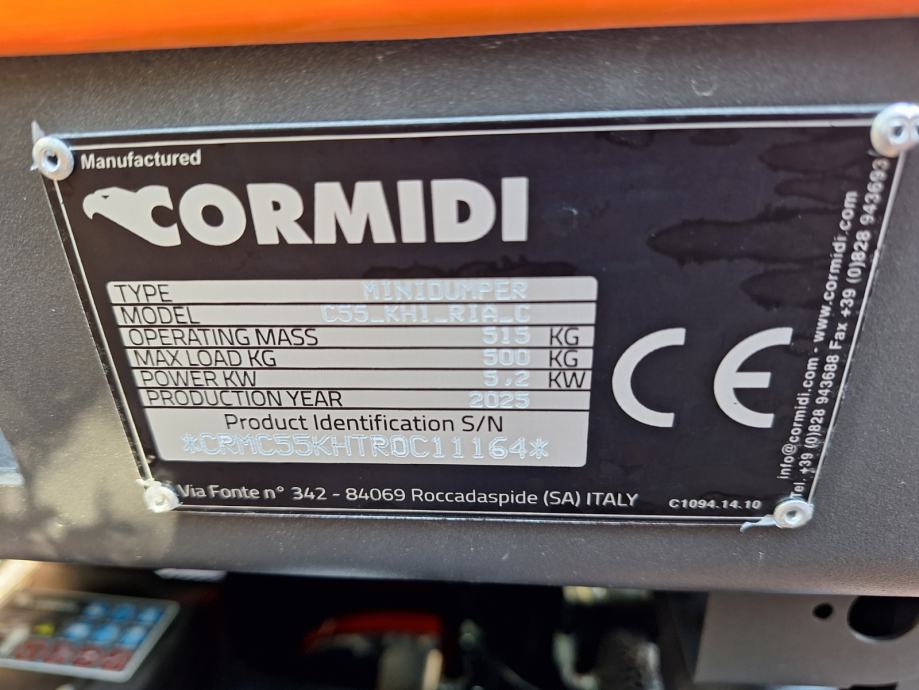 Manufactured
CORMIDI
TYPE MINIDUMPER
MODEL C55_KH1_RIA_C
OPERATING MASS 515 KG
MAX LOAD KG 500 KG
POWER KW 5,2 KW
PRODUCTION YEAR 2025
Product Identification S/N
*CRMC55KHTR0C11164*
CE
Via Fonte n° 342 - 84069 Roccadaspide (SA) ITALY
C1094.14.10
info@cormidi.com - www.cormidi.com
Tel. +39 (0)828 943688 Fax +39 (0)828 943693